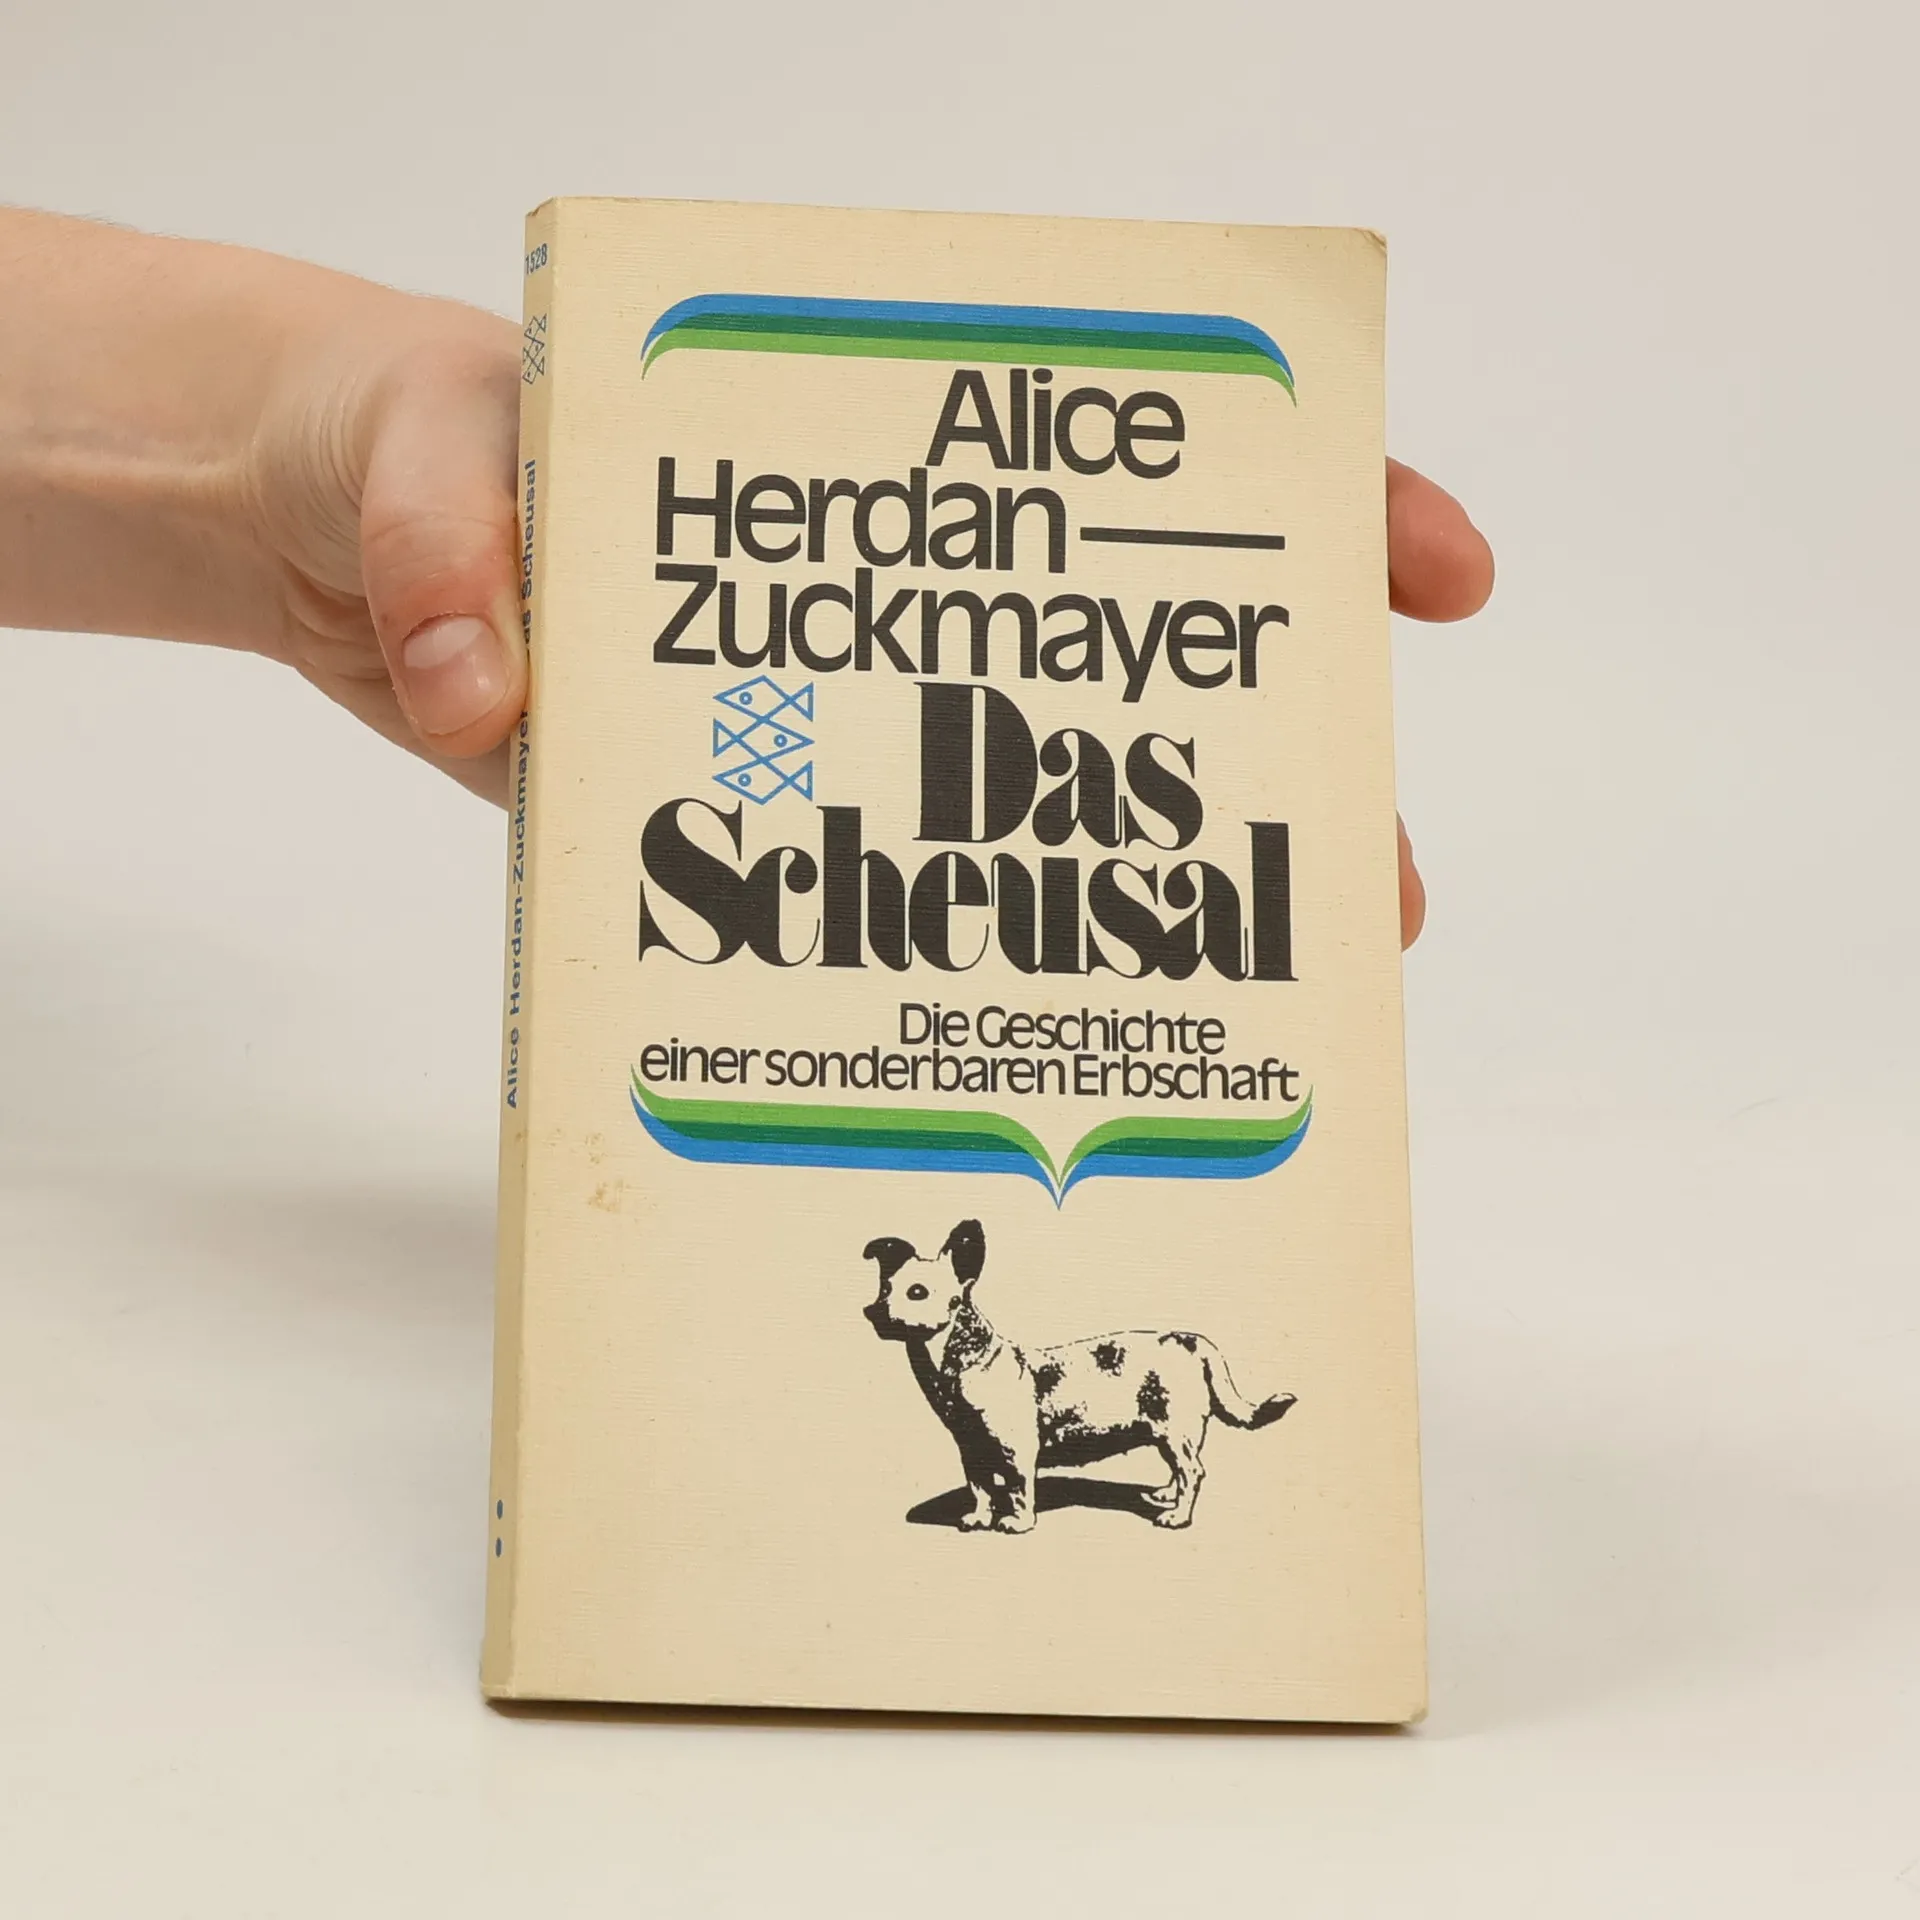 1528
Alice Herdan-Zuckmayer Das Scheusal
Alice
Herdan—
Zuckmayer
Das
Scheusal
Die Geschichte
einer sonderbaren Erbschaft